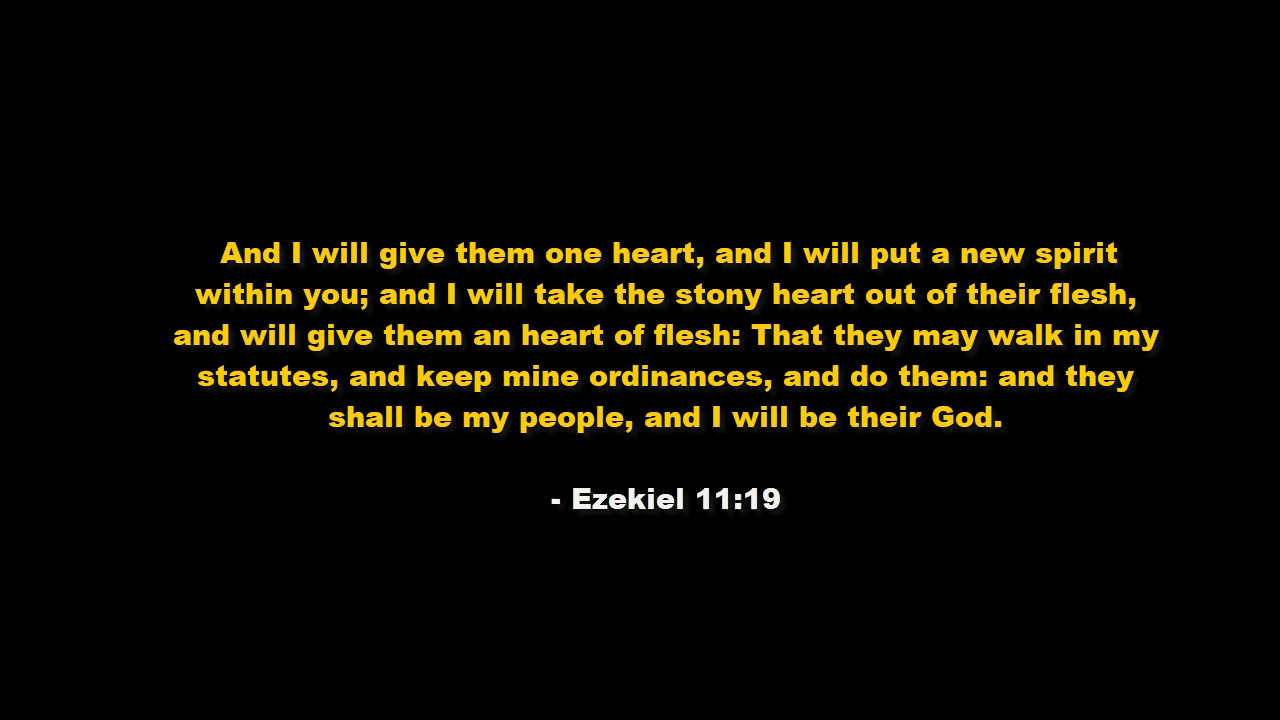 And I will give them one heart, and I will put a new spirit
within you; and I will take the stony heart out of their flesh,
and will give them an heart of flesh: That they may walk in my
statutes, and keep mine ordinances, and do them: and they
shall be my people, and I will be their God.
- Ezekiel 11:19